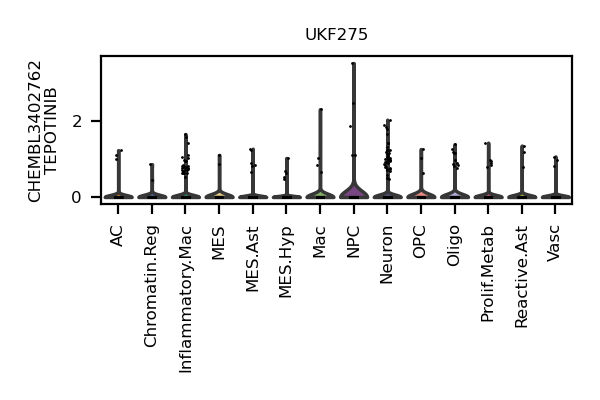 UKF275
CHEMBL3402762
TEPOTINIB
2
0
AC
Chromatin.Reg
Inflammatory.Mac
MES
MES.Ast
MES.Hyp
Mac
NPC
Neuron
OPC
Oligo
Prolif.Metab
Reactive.Ast
Vasc